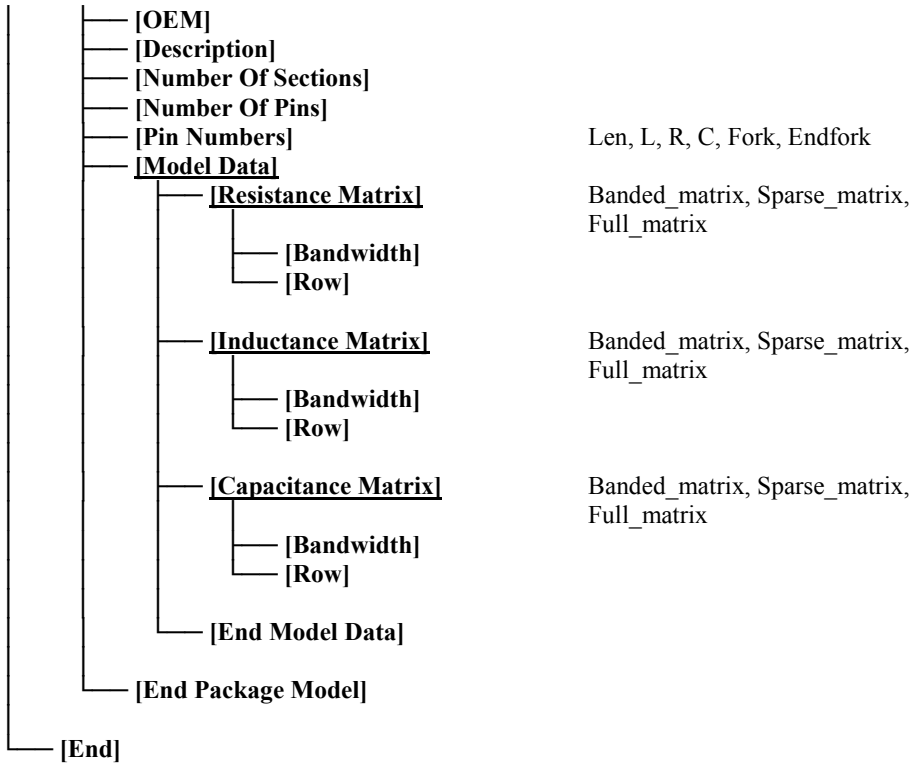 [OEM]
[Description]
[Number Of Sections]
[Number Of Pins]
[Pin Numbers] Len, L, R, C, Fork, Endfork
[Model Data]
[Resistance Matrix] Banded_matrix, Sparse_matrix,
Full_matrix
[Bandwidth]
[Row]
[Inductance Matrix] Banded_matrix, Sparse_matrix,
Full_matrix
[Bandwidth]
[Row]
[Capacitance Matrix] Banded_matrix, Sparse_matrix,
Full_matrix
[Bandwidth]
[Row]
[End Model Data]
[End Package Model]
[End]